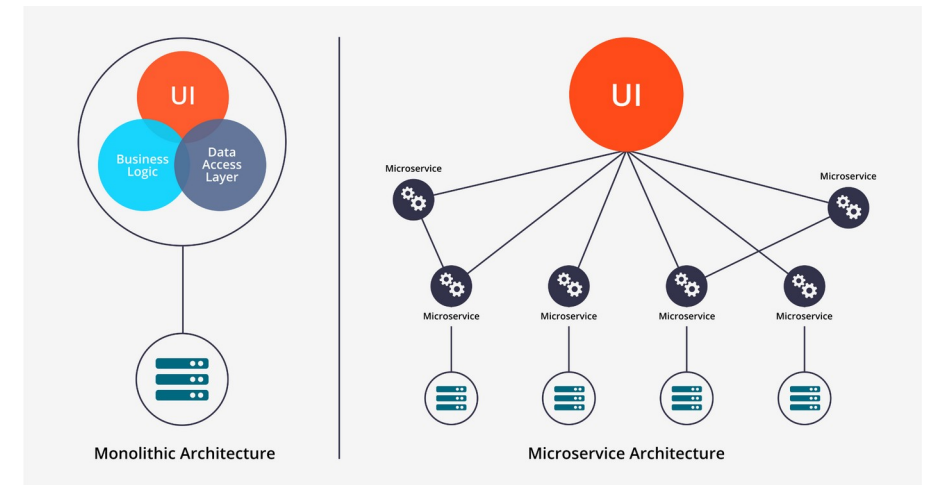 UI
Business
Logic
Data
Access
Layer
Monolithic Architecture
UI
Microservice
Microservice
Microservice
Microservice
Microservice
Microservice
Microservice Architecture